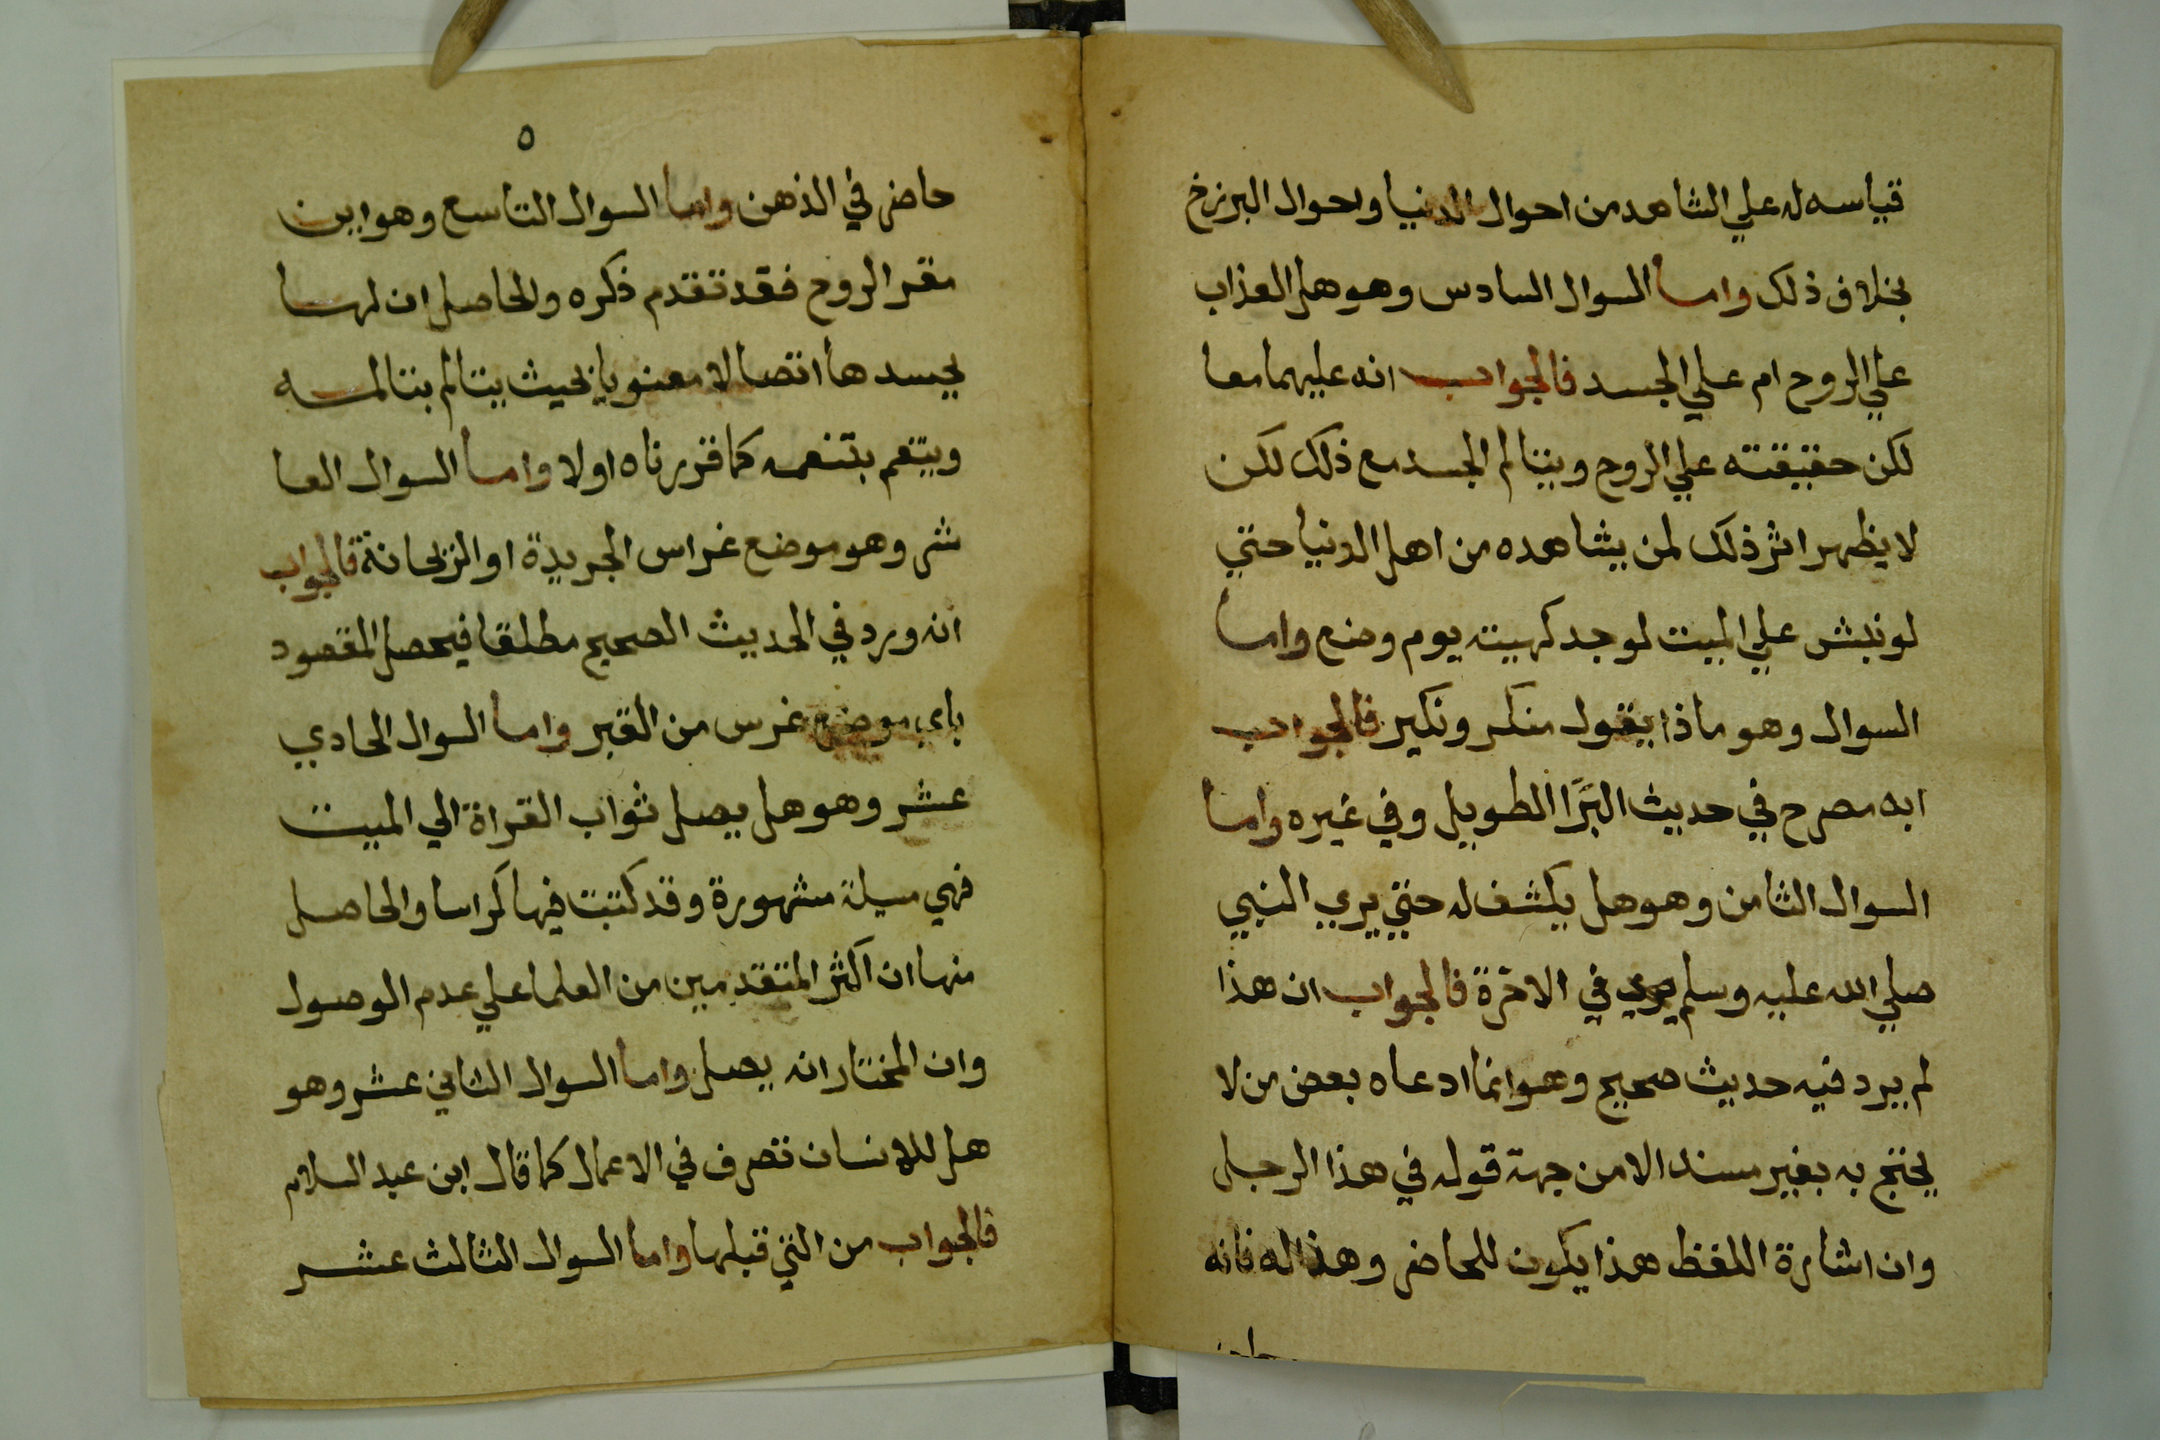 قياسه له علي الشاهد من احوال الدنيا واحوال البرزخ
بخلاف ذلك واما السوال السادس وهو هل العذاب
علي الروح ام علي الجسد فالجواب انه عليهما معا
لكن حقيقته علي الروح ويتالم الجسد مع ذلك لكن
لا يظهر اثر ذلك لمن يشاهده من اهل الدنيا حتي
لو نبش علي الميت لوجد كهيته يوم وضع واما
السوال وهو ماذا يقول منكر ونكير فالجواب
انه مصرح في حديث البرا الطويل وفي غيره واما
السوال الثامن وهو هل يكشف له حتي يري النبي
صلي الله عليه وسلم في الاخرة فالجواب ان هذا
لم يرد فيه حديث صحيح وهو انما ادعاه بعض من لا
يحتج به بغير مسند الا من جهة قوله في هذا الرجل
وان اشارة اللفظ هذا يكون للحاضر وهذا له فانه
حاضر
٥
حاضر في الذهن واما السوال التاسع وهو اين
مقر الروح فقد تقدم ذكره والحاصل ان لها
بجسدها اتصالا معنويا بحيث يتالم بتالمه
ويتنعم بتنعمه كما قررناه اولا واما السوال العا
شر وهو موضع غراس الجريدة او الريحانة فالجواب
انه ورد في الحديث الصحيح مطلقا فيحصل المقصود
باي موضع غرس من القبر واما السوال الحادي
عشر وهو هل يصل ثواب القراة الي الميت
فهي مسيلة مشهورة وقد كتبت فيها كراسا والحاصل
منها ان اكثر المتقدمين من العلما علي عدم الوصول
وان المختار انه يصل واما السوال الثاني عشر وهو
هل للانسان تصرف في الاعمال كما قال ابن عبد السلام
فالجواب من التي قبلها واما السوال الثالث عشر